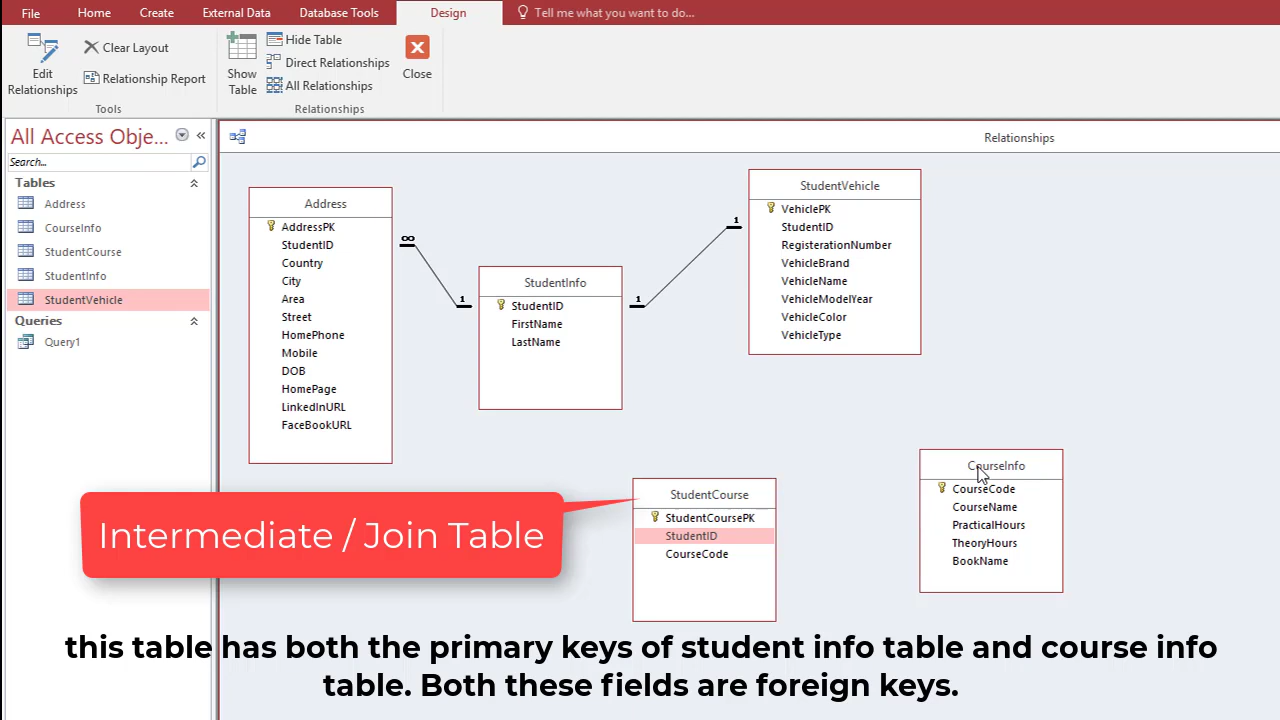 File Home Create External Data Database Tools Design Tell me what you want to do...
Edit Relationships
Clear Layout
Relationship Report
Tools
Show Table
Hide Table
Direct Relationships
All Relationships
Close
Relationships
All Access Obje...
Search...
Tables
Address
CourseInfo
StudentCourse
StudentInfo
StudentVehicle
Queries
Query1
Relationships
Address
AddressPK
StudentID
Country
City
Area
Street
HomePhone
Mobile
DOB
HomePage
LinkedInURL
FaceBookURL
∞
1
StudentInfo
StudentID
FirstName
LastName
1
1
StudentVehicle
VehiclePK
StudentID
RegisterationNumber
VehicleBrand
VehicleName
VehicleModelYear
VehicleColor
VehicleType
Intermediate / Join Table
StudentCourse
StudentCoursePK
StudentID
CourseCode
CourseInfo
CourseCode
CourseName
PracticalHours
TheoryHours
BookName
this table has both the primary keys of student info table and course info
table. Both these fields are foreign keys.